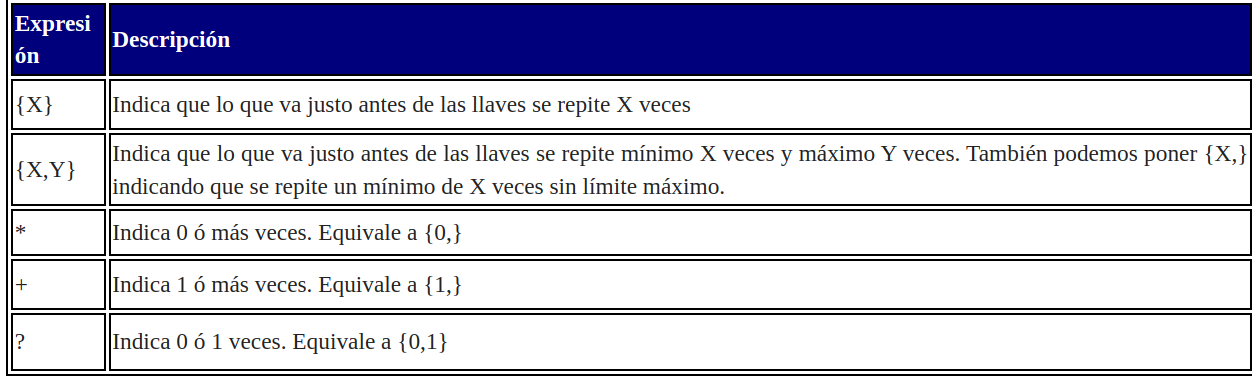 Expresi
ón
Descripción
{X}
Indica que lo que va justo antes de las llaves se repite X veces
{X,Y}
Indica que lo que va justo antes de las llaves se repite mínimo X veces y máximo Y veces. También podemos poner {X,}
indicando que se repite un mínimo de X veces sin límite máximo.
*
Indica 0 ó más veces. Equivale a {0,}
+
Indica 1 ó más veces. Equivale a {1,}
?
Indica 0 ó 1 veces. Equivale a {0,1}